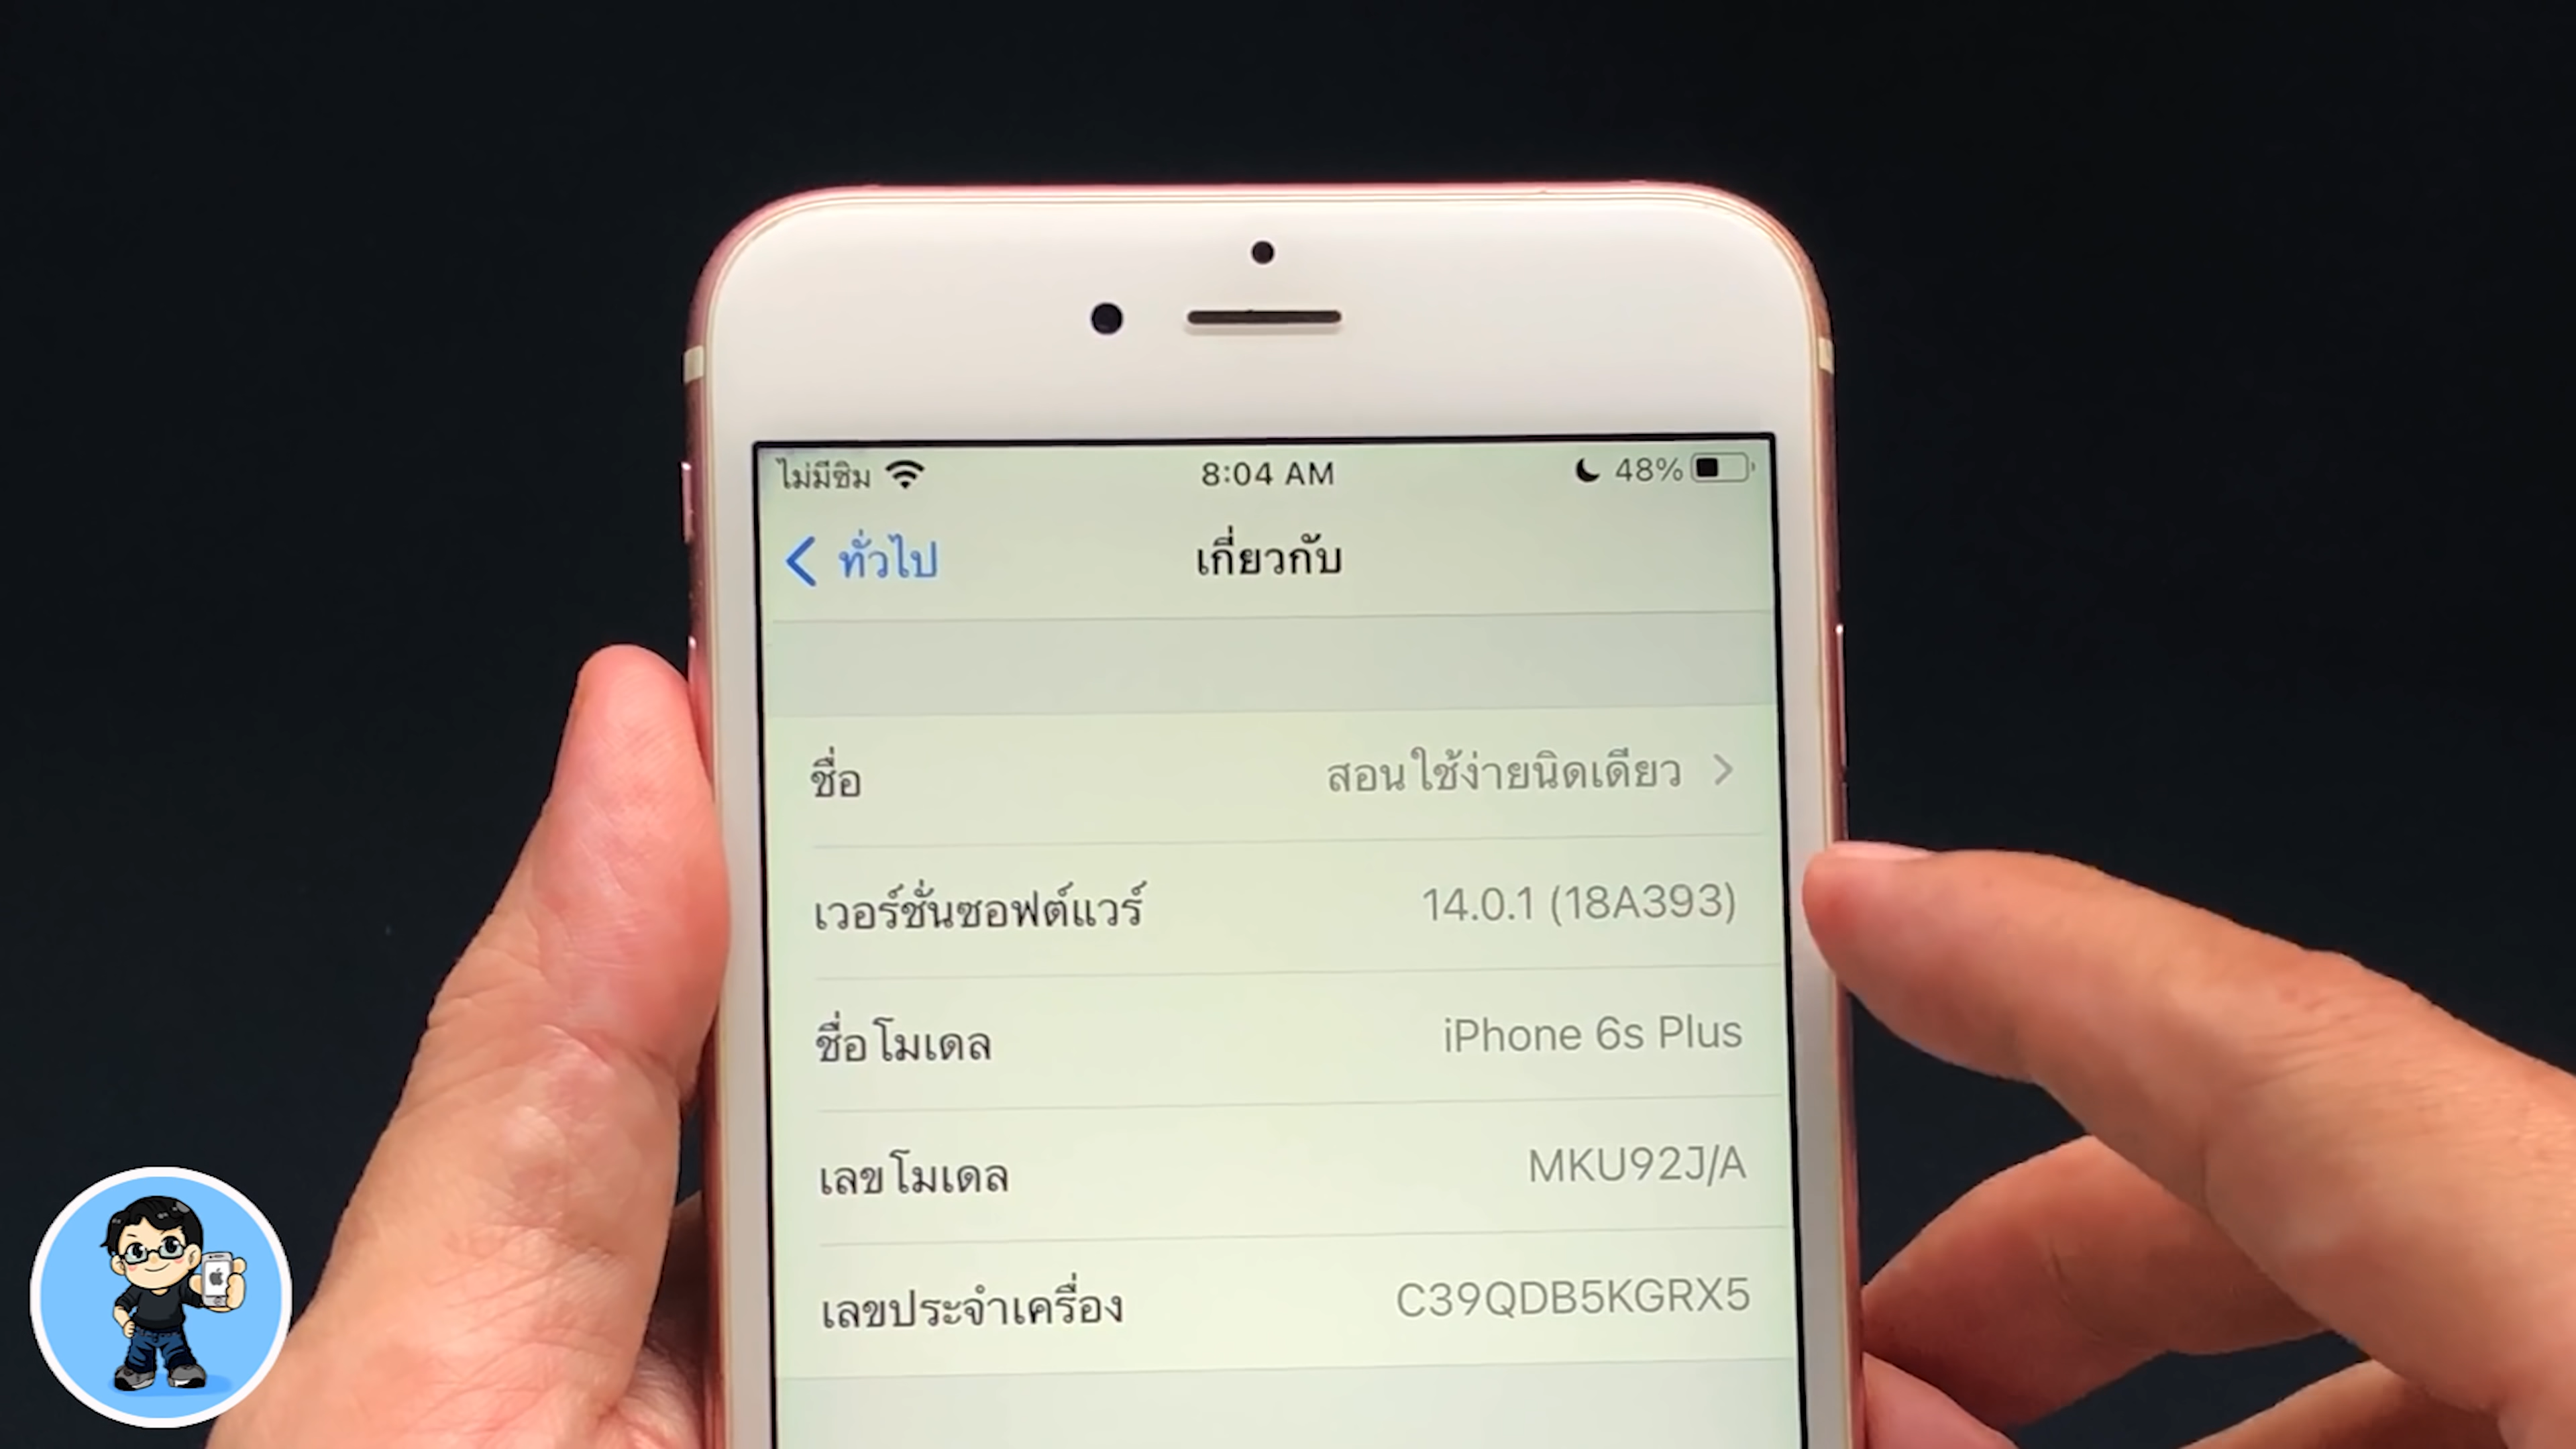 ไม่มีซิม 8:04 AM 48%
ทั่วไป เกี่ยวกับ
ชื่อ สอนใช้ง่ายนิดเดียว
เวอร์ชั่นซอฟต์แวร์ 14.0.1 (18A393)
ชื่อโมเดล iPhone 6s Plus
เลขโมเดล MKU92J/A
เลขประจำเครื่อง C39QDB5KGRX5